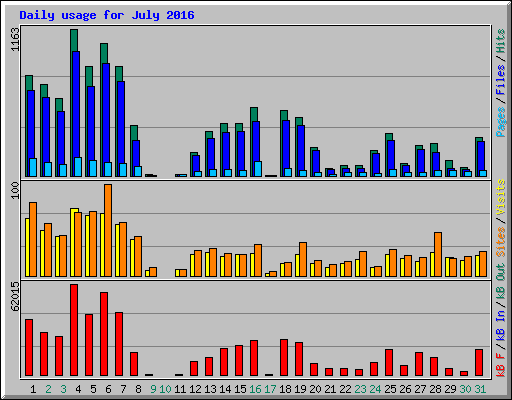 Daily usage for July 2016
1163
Pages / Files / Hits
100
Sites / Visits
62015
kB F / kB In / kB Out
1 2 3 4 5 6 7 8 9 10 11 12 13 14 15 16 17 18 19 20 21 22 23 24 25 26 27 28 29 30 31